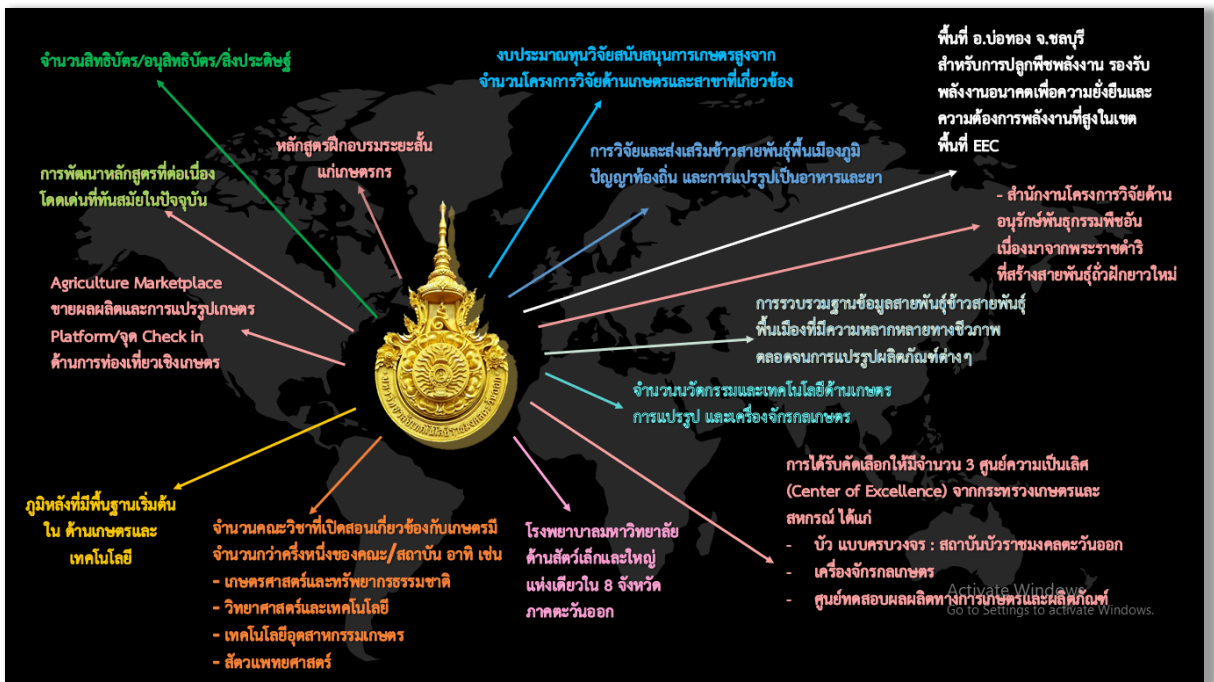 จำนวนสิทธิบัตร/อนุสิทธิบัตร/สิ่งประดิษฐ์
งบประมาณทุนวิจัยสนับสนุนการเกษตรสูงจาก
จำนวนโครงการวิจัยด้านเกษตรและสาขาที่เกี่ยวข้อง
พื้นที่ อ.บ่อทอง จ.ชลบุรี
สำหรับการปลูกพืชพลังงาน รองรับ
พลังงานอนาคตเพื่อความยั่งยืนและ
ความต้องการพลังงานที่สูงในเขต
พื้นที่ EEC
หลักสูตรฝึกอบรมระยะสั้น
แก่เกษตรกร
การวิจัยและส่งเสริมข้าวสายพันธุ์พื้นเมืองภูมิ
ปัญญาท้องถิ่น และการแปรรูปเป็นอาหารและยา
การพัฒนาหลักสูตรที่ต่อเนื่อง
โดดเด่นที่ทันสมัยในปัจจุบัน
- สำนักงานโครงการวิจัยด้าน
อนุรักษ์พันธุกรรมพืชอัน
เนื่องมาจากพระราชดำริ
ที่สร้างสายพันธุ์ถั่วฝักยาวใหม่
Agriculture Marketplace
ขายผลผลิตและการแปรรูปเกษตร
Platform/จุด Check in
ด้านการท่องเที่ยวเชิงเกษตร
การรวบรวมฐานข้อมูลสายพันธุ์ข้าวสายพันธุ์
พื้นเมืองที่มีความหลากหลายทางชีวภาพ
ตลอดจนการแปรรูปผลิตภัณฑ์ต่างๆ
จำนวนนวัตกรรมและเทคโนโลยีด้านเกษตร
การแปรรูป และเครื่องจักรกลเกษตร
มหาวิทยาลัยเทคโนโลยีราชมงคลตะวันออก
ภูมิหลังที่มีพื้นฐานเริ่มต้น
ใน ด้านเกษตรและ
เทคโนโลยี
จำนวนคณะวิชาที่เปิดสอนเกี่ยวข้องกับเกษตรมี
จำนวนกว่าครึ่งหนึ่งของคณะ/สถาบัน อาทิ เช่น
- เกษตรศาสตร์และทรัพยากรธรรมชาติ
- วิทยาศาสตร์และเทคโนโลยี
- เทคโนโลยีอุตสาหกรรมเกษตร
- สัตวแพทยศาสตร์
โรงพยาบาลมหาวิทยาลัย
ด้านสัตว์เล็กและใหญ่
แห่งเดียวใน 8 จังหวัด
ภาคตะวันออก
การได้รับคัดเลือกให้มีจำนวน 3 ศูนย์ความเป็นเลิศ
(Center of Excellence) จากกระทรวงเกษตรและ
สหกรณ์ ได้แก่
- บัว แบบครบวงจร : สถาบันบัวราชมงคลตะวันออก
- เครื่องจักรกลเกษตร
- ศูนย์ทดสอบผลผลิตทางการเกษตรและผลิตภัณฑ์
Activate Windows
Go to Settings to activate Windows.